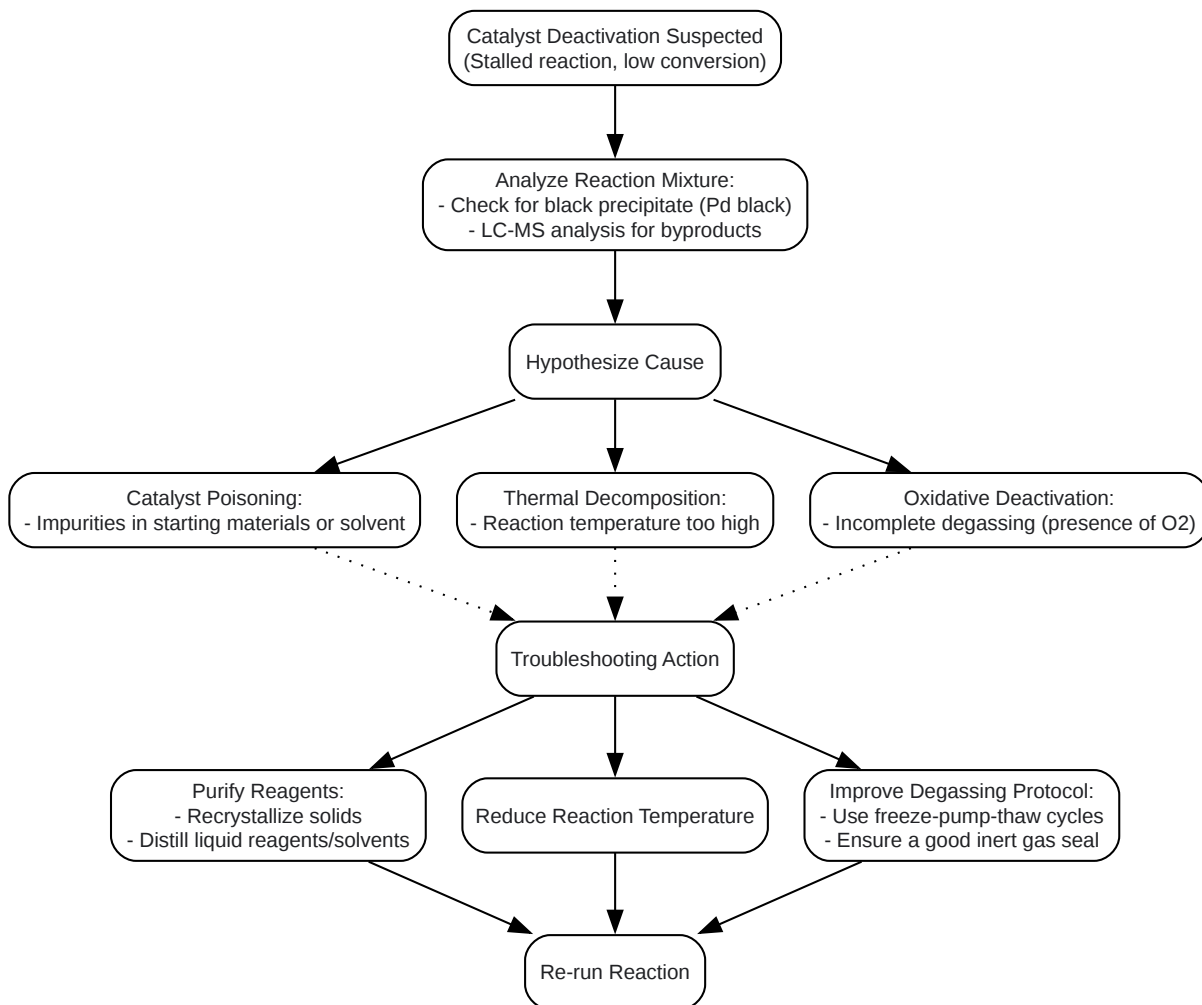 Catalyst Deactivation Suspected
(Stalled reaction, low conversion)
Analyze Reaction Mixture:
- Check for black precipitate (Pd black)
- LC-MS analysis for byproducts
Hypothesize Cause
Catalyst Poisoning:
- Impurities in starting materials or solvent
Thermal Decomposition:
- Reaction temperature too high
Oxidative Deactivation:
- Incomplete degassing (presence of O2)
Troubleshooting Action
Purify Reagents:
- Recrystallize solids
- Distill liquid reagents/solvents
Reduce Reaction Temperature
Improve Degassing Protocol:
- Use freeze-pump-thaw cycles
- Ensure a good inert gas seal
Re-run Reaction